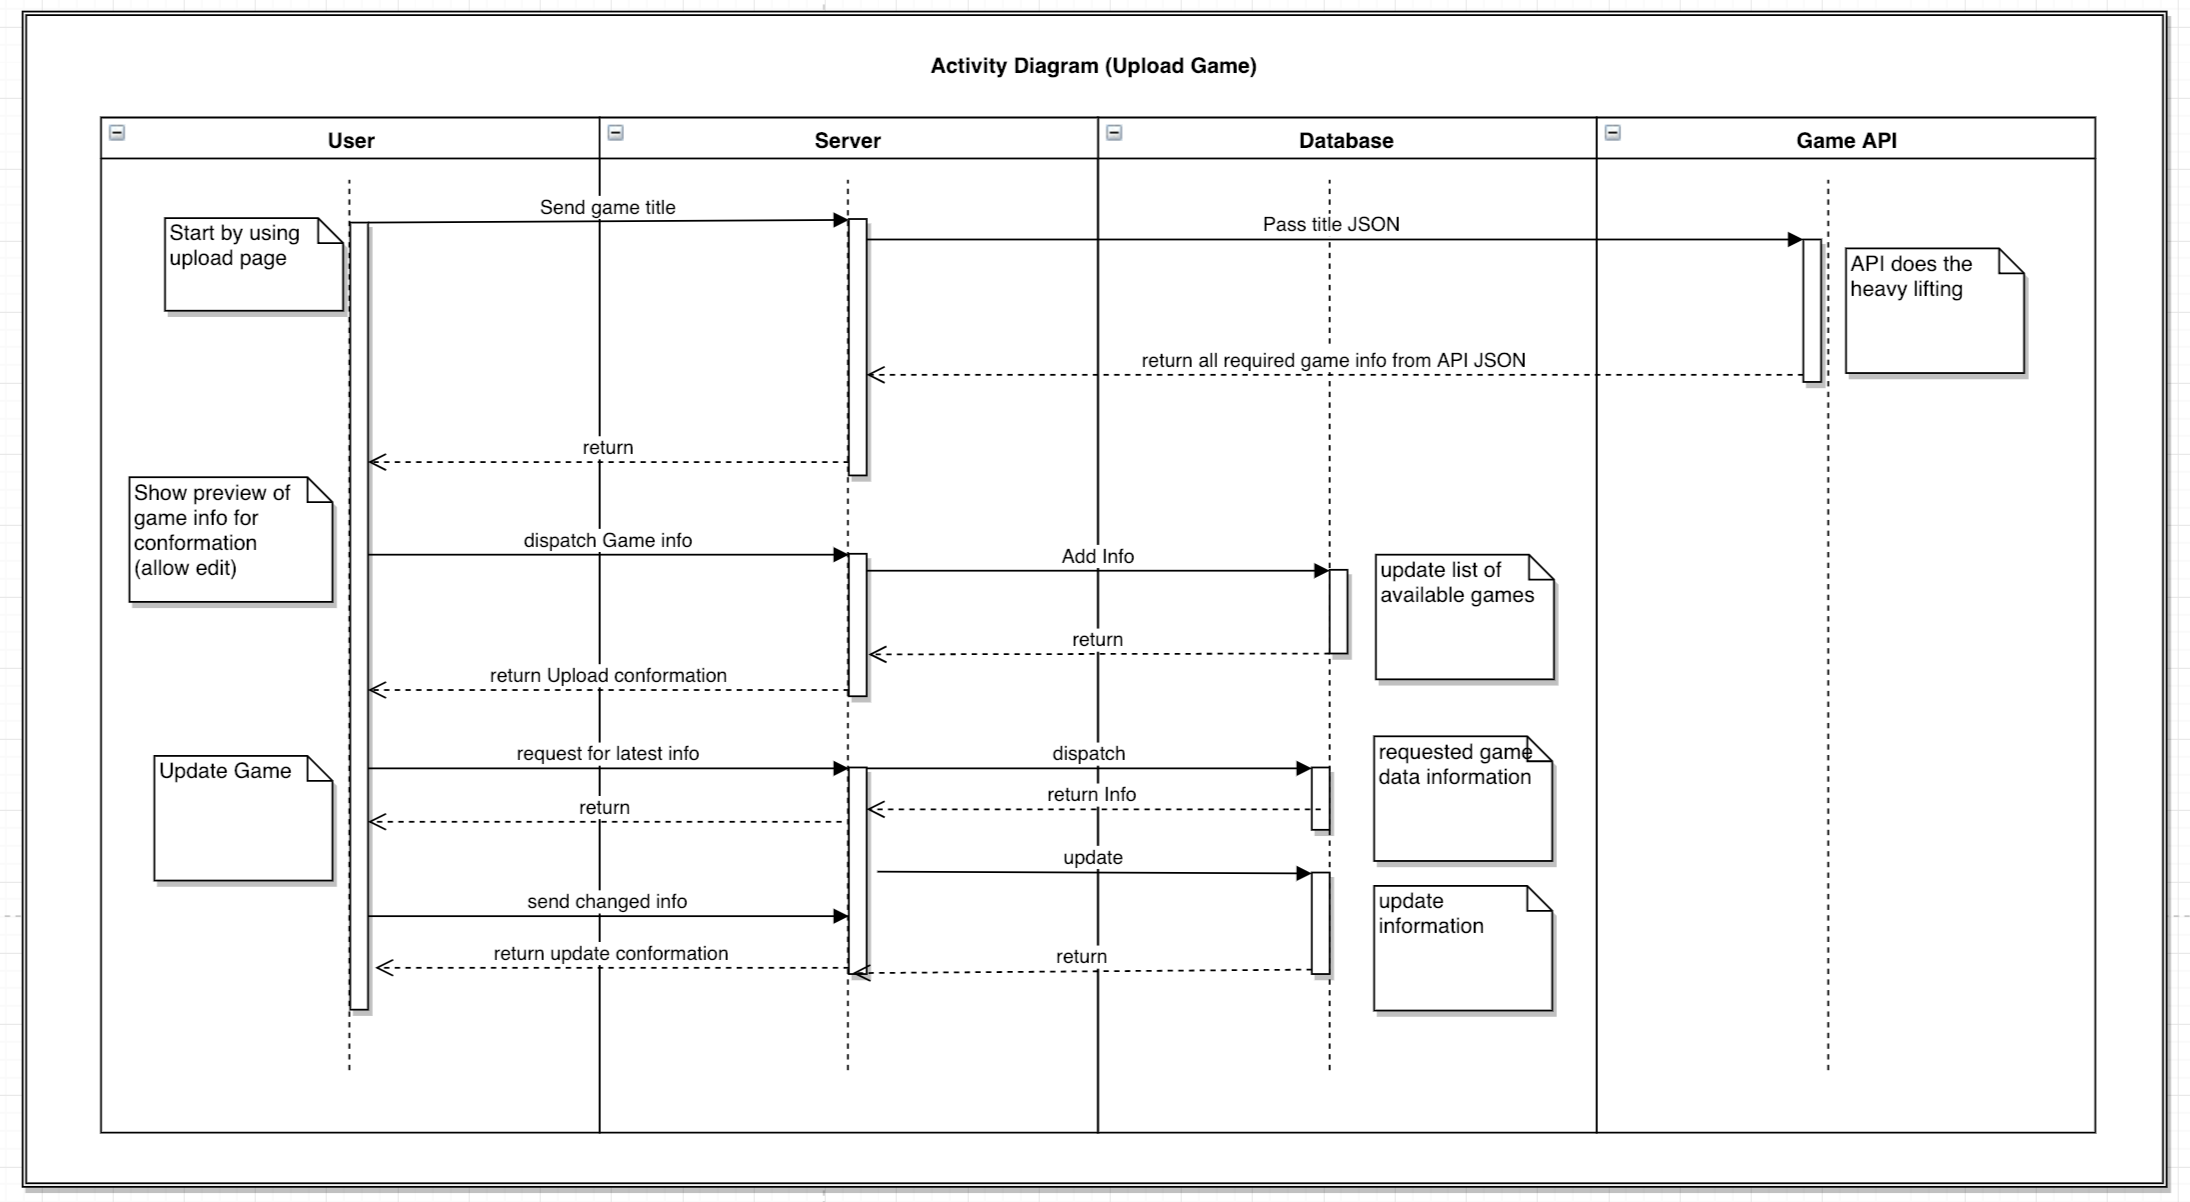 Activity Diagram (Upload Game)
User
Server
Database
Game API
Send game title
Pass title JSON
Start by using
upload page
API does the
heavy lifting
return all required game info from API JSON
return
Show preview of
game info for
conformation
(allow edit)
dispatch Game info
Add Info
update list of
available games
return
return Upload conformation
request for latest info
dispatch
requested game
data information
Update Game
return Info
return
update
send changed info
update
information
return update conformation
return